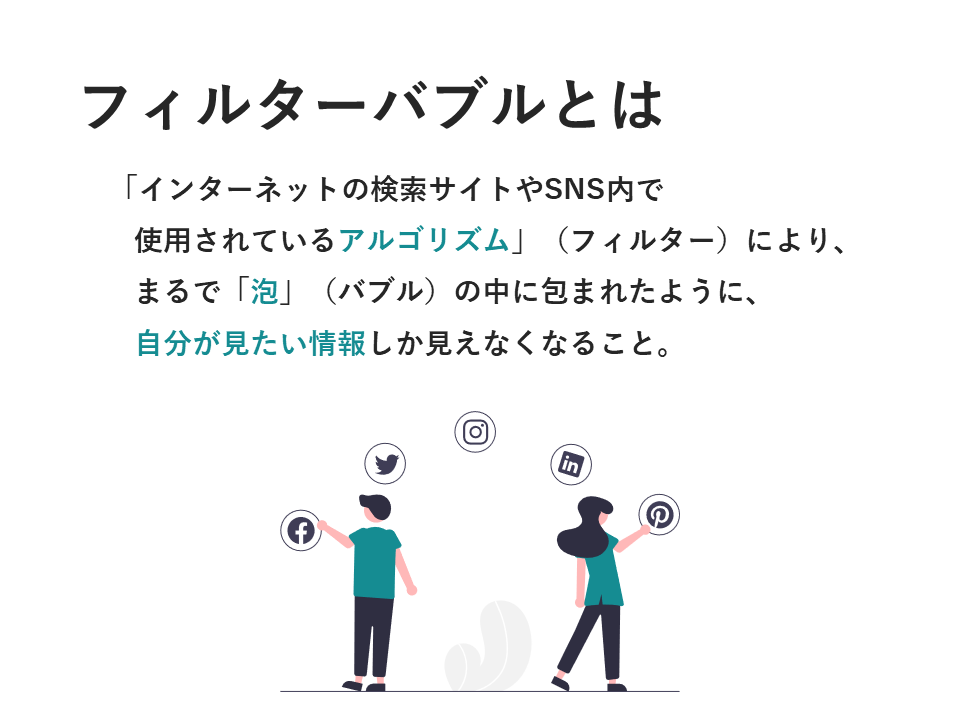 フィルターバブルとは
「インターネットの検索サイトやSNS内で
使用されているアルゴリズム」（フィルター）により、
まるで「泡」（バブル）の中に包まれたように、
自分が見たい情報しか見えなくなること。